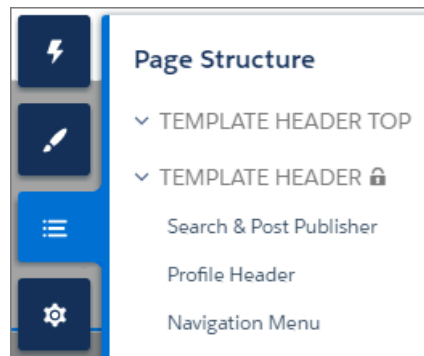 Page Structure
TEMPLATE HEADER TOP
TEMPLATE HEADER
Search & Post Publisher
Profile Header
Navigation Menu